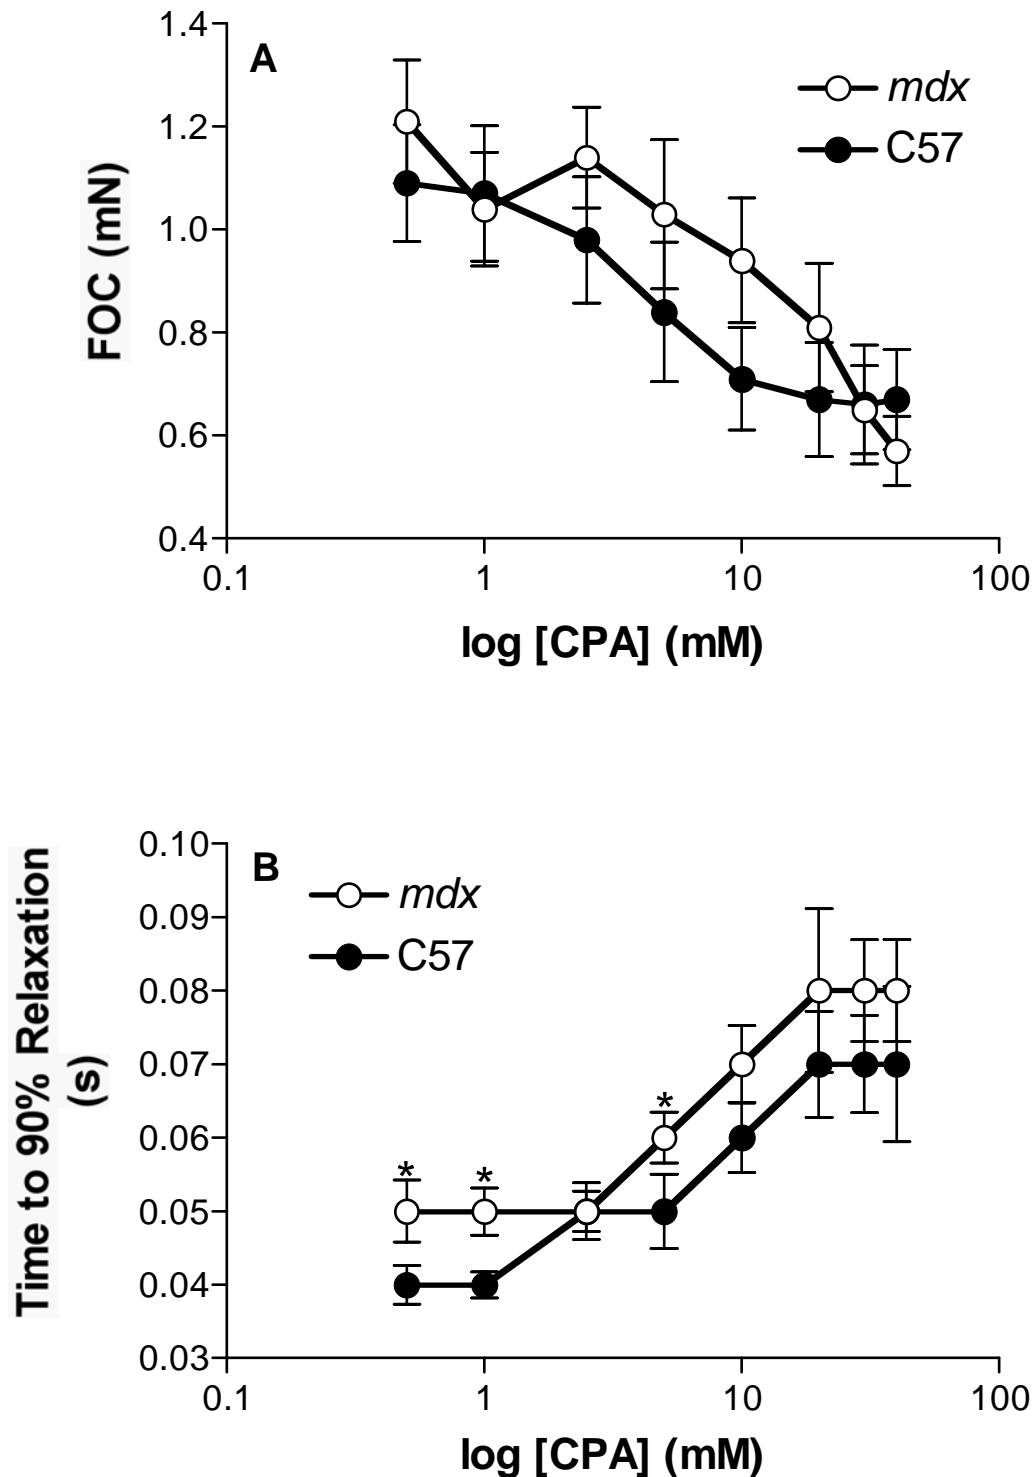 A
mdx
C57
FOC (mN)
1.4
1.2
1.0
0.8
0.6
0.4
0.1 1 10 100
log [CPA] (mM)
B
mdx
C57
Time to 90% Relaxation
(s)
0.10
0.09
0.08
0.07
0.06
0.05
0.04
0.03
*
* *
0.1 1 10 100
log [CPA] (mM)